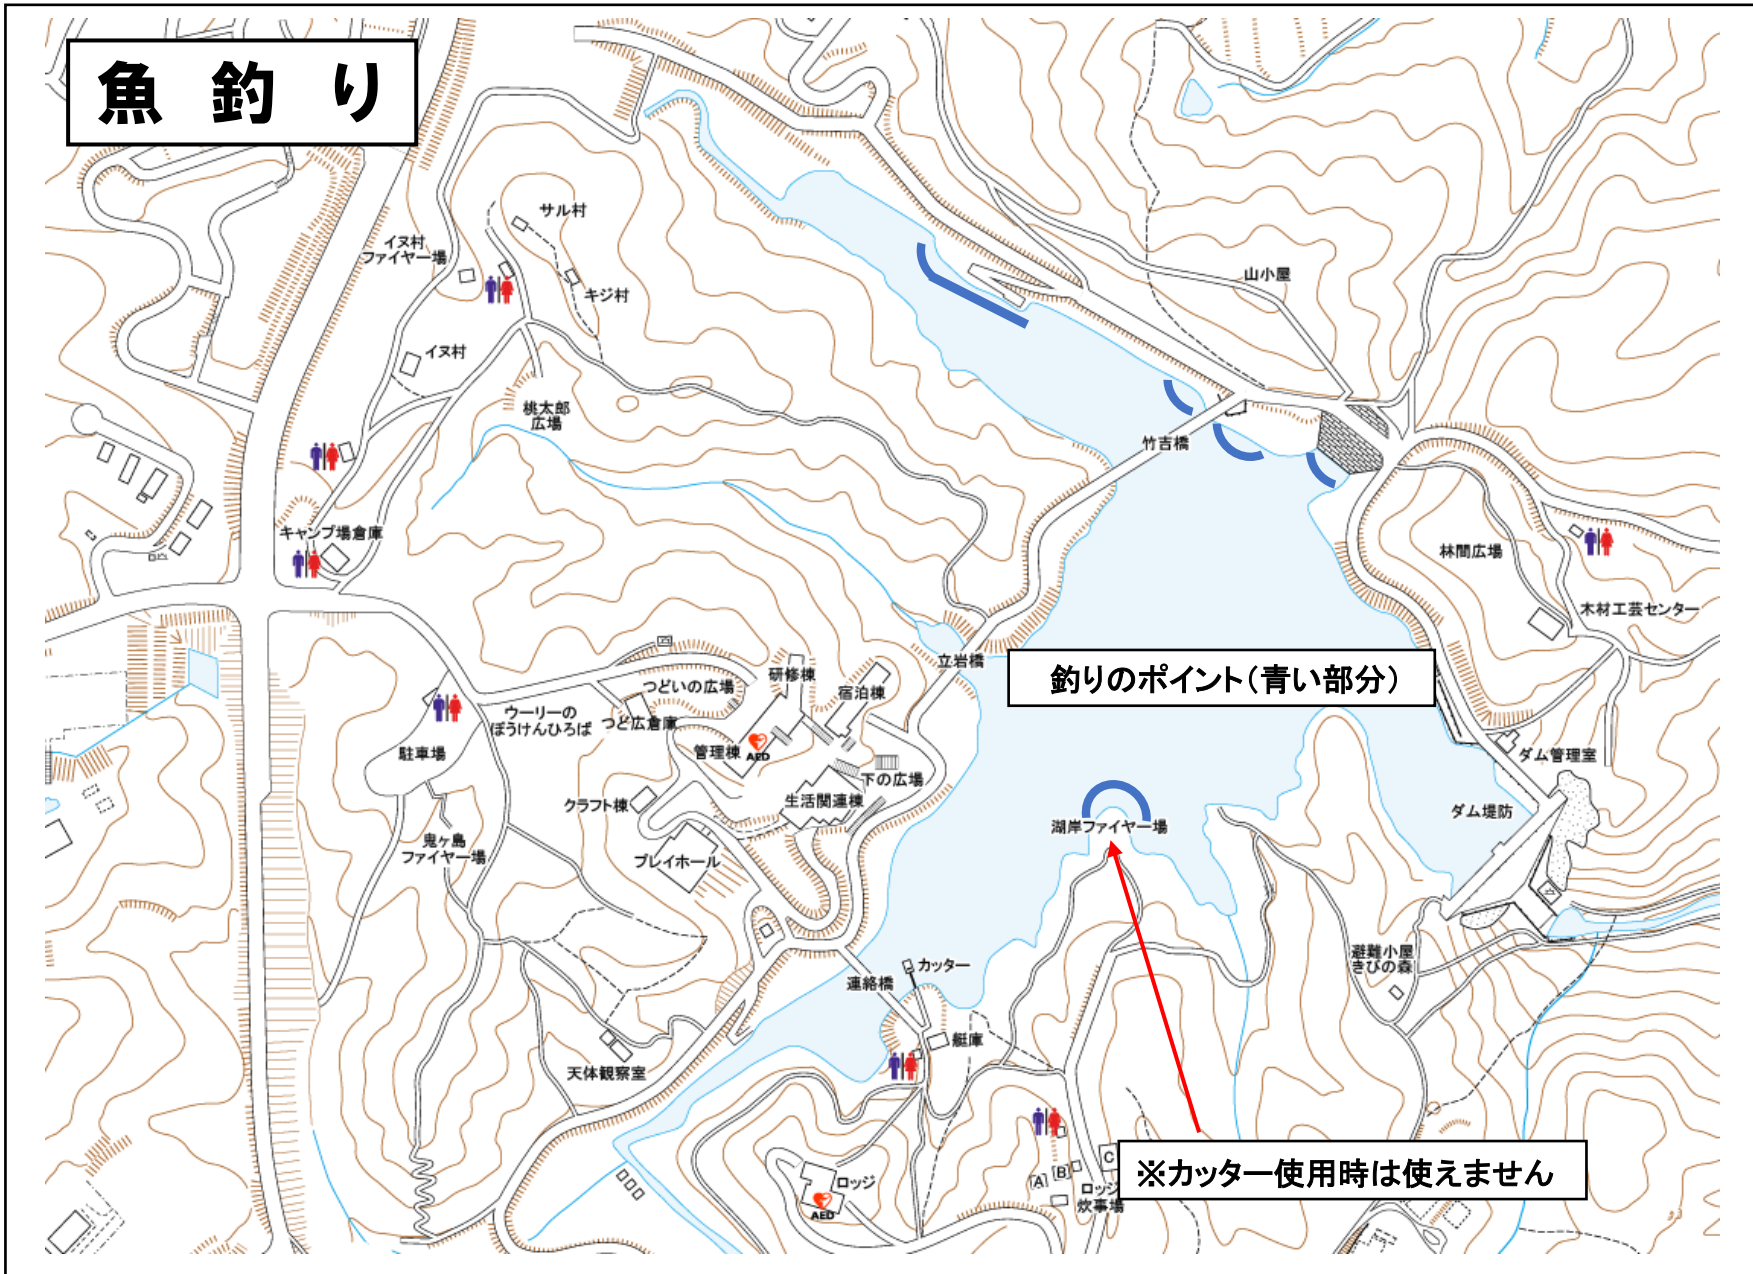 魚 釣 り
サル村
イヌ村
ファイヤー場
キジ村
山小屋
イヌ村
桃太郎
広場
竹吉橋
キャンプ場倉庫
林間広場
木材工芸センター
立岩橋
釣りのポイント（青い部分）
研修棟
つどいの広場
宿泊棟
ウーリーの
ぼうけんひろば
つど広倉庫
管理棟
AED
駐車場
ダム管理室
下の広場
クラフト棟
生活関連棟
ダム堤防
湖岸ファイヤー場
鬼ヶ島
ファイヤー場
プレイホール
避難小屋
きびの森
カッター
連絡橋
艇庫
天体観察室
※カッター使用時は使えません
A
B
C
ロッジ
炊事場
ロッジ
AED